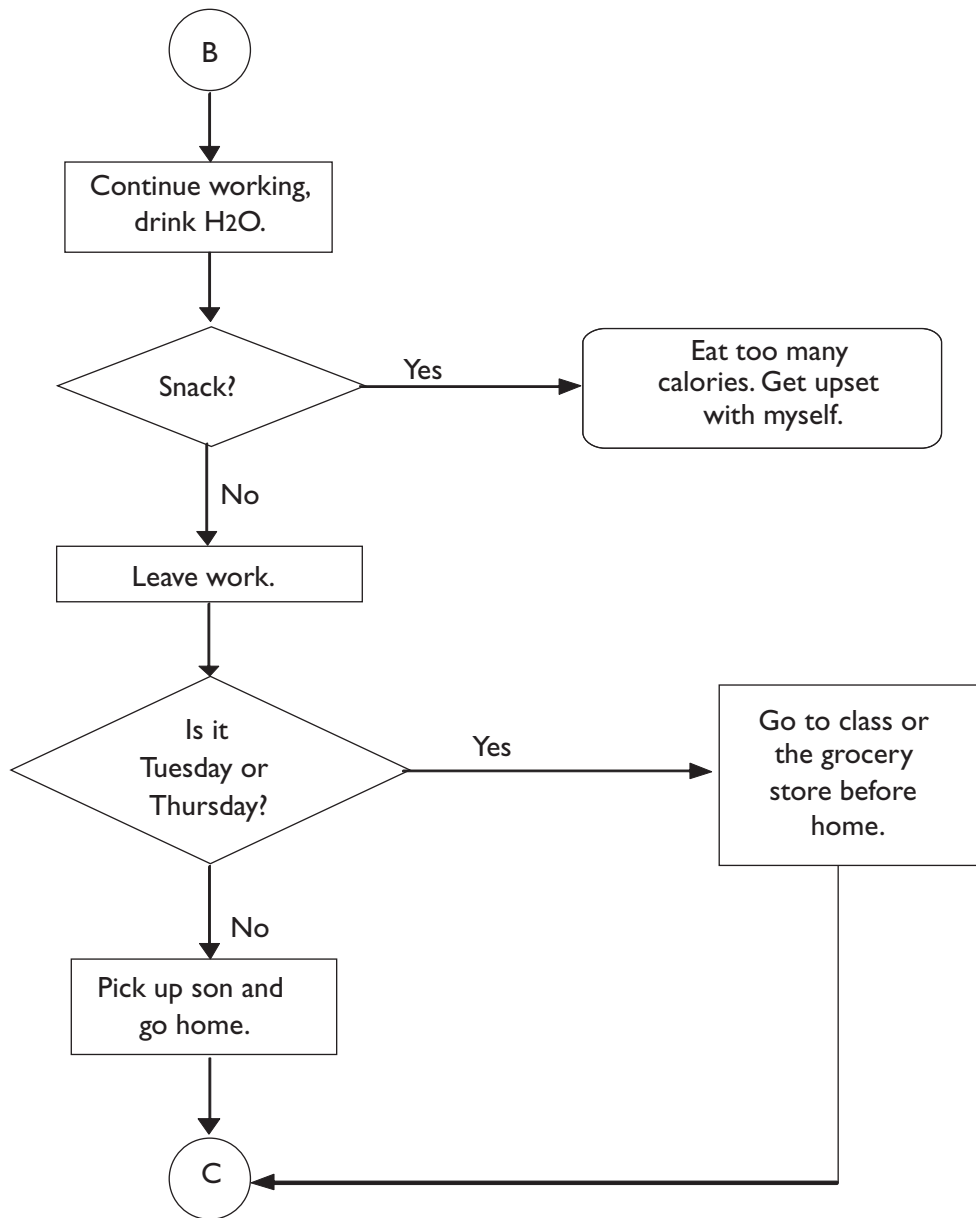 B
Continue working,
drink H2O.
Snack?
Yes
Eat too many
calories. Get upset
with myself.
No
Leave work.
Is it
Tuesday or
Thursday?
Yes
Go to class or
the grocery
store before
home.
No
Pick up son and
go home.
C